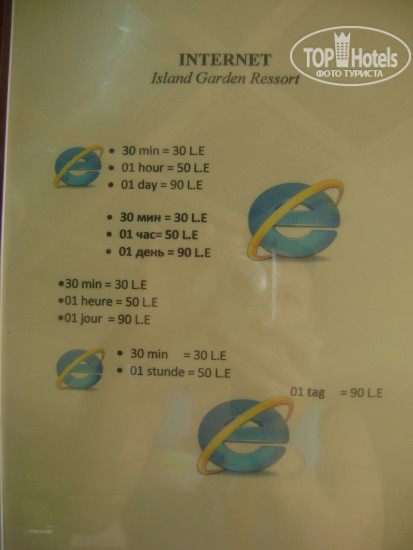 TOP Hotels
ФОТО ТУРИСТА
INTERNET
Island Garden Ressort
• 30 min = 30 L.E
• 01 hour = 50 L.E
• 01 day = 90 L.E
• 30 мин = 30 L.E
• 01 час= 50 L.E
• 01 день = 90 L.E
•30 min = 30 L.E
•01 heure = 50 L.E
•01 jour = 90 L.E
• 30 min = 30 L.E
• 01 stunde = 50 L.E
01 tag = 90 L.E